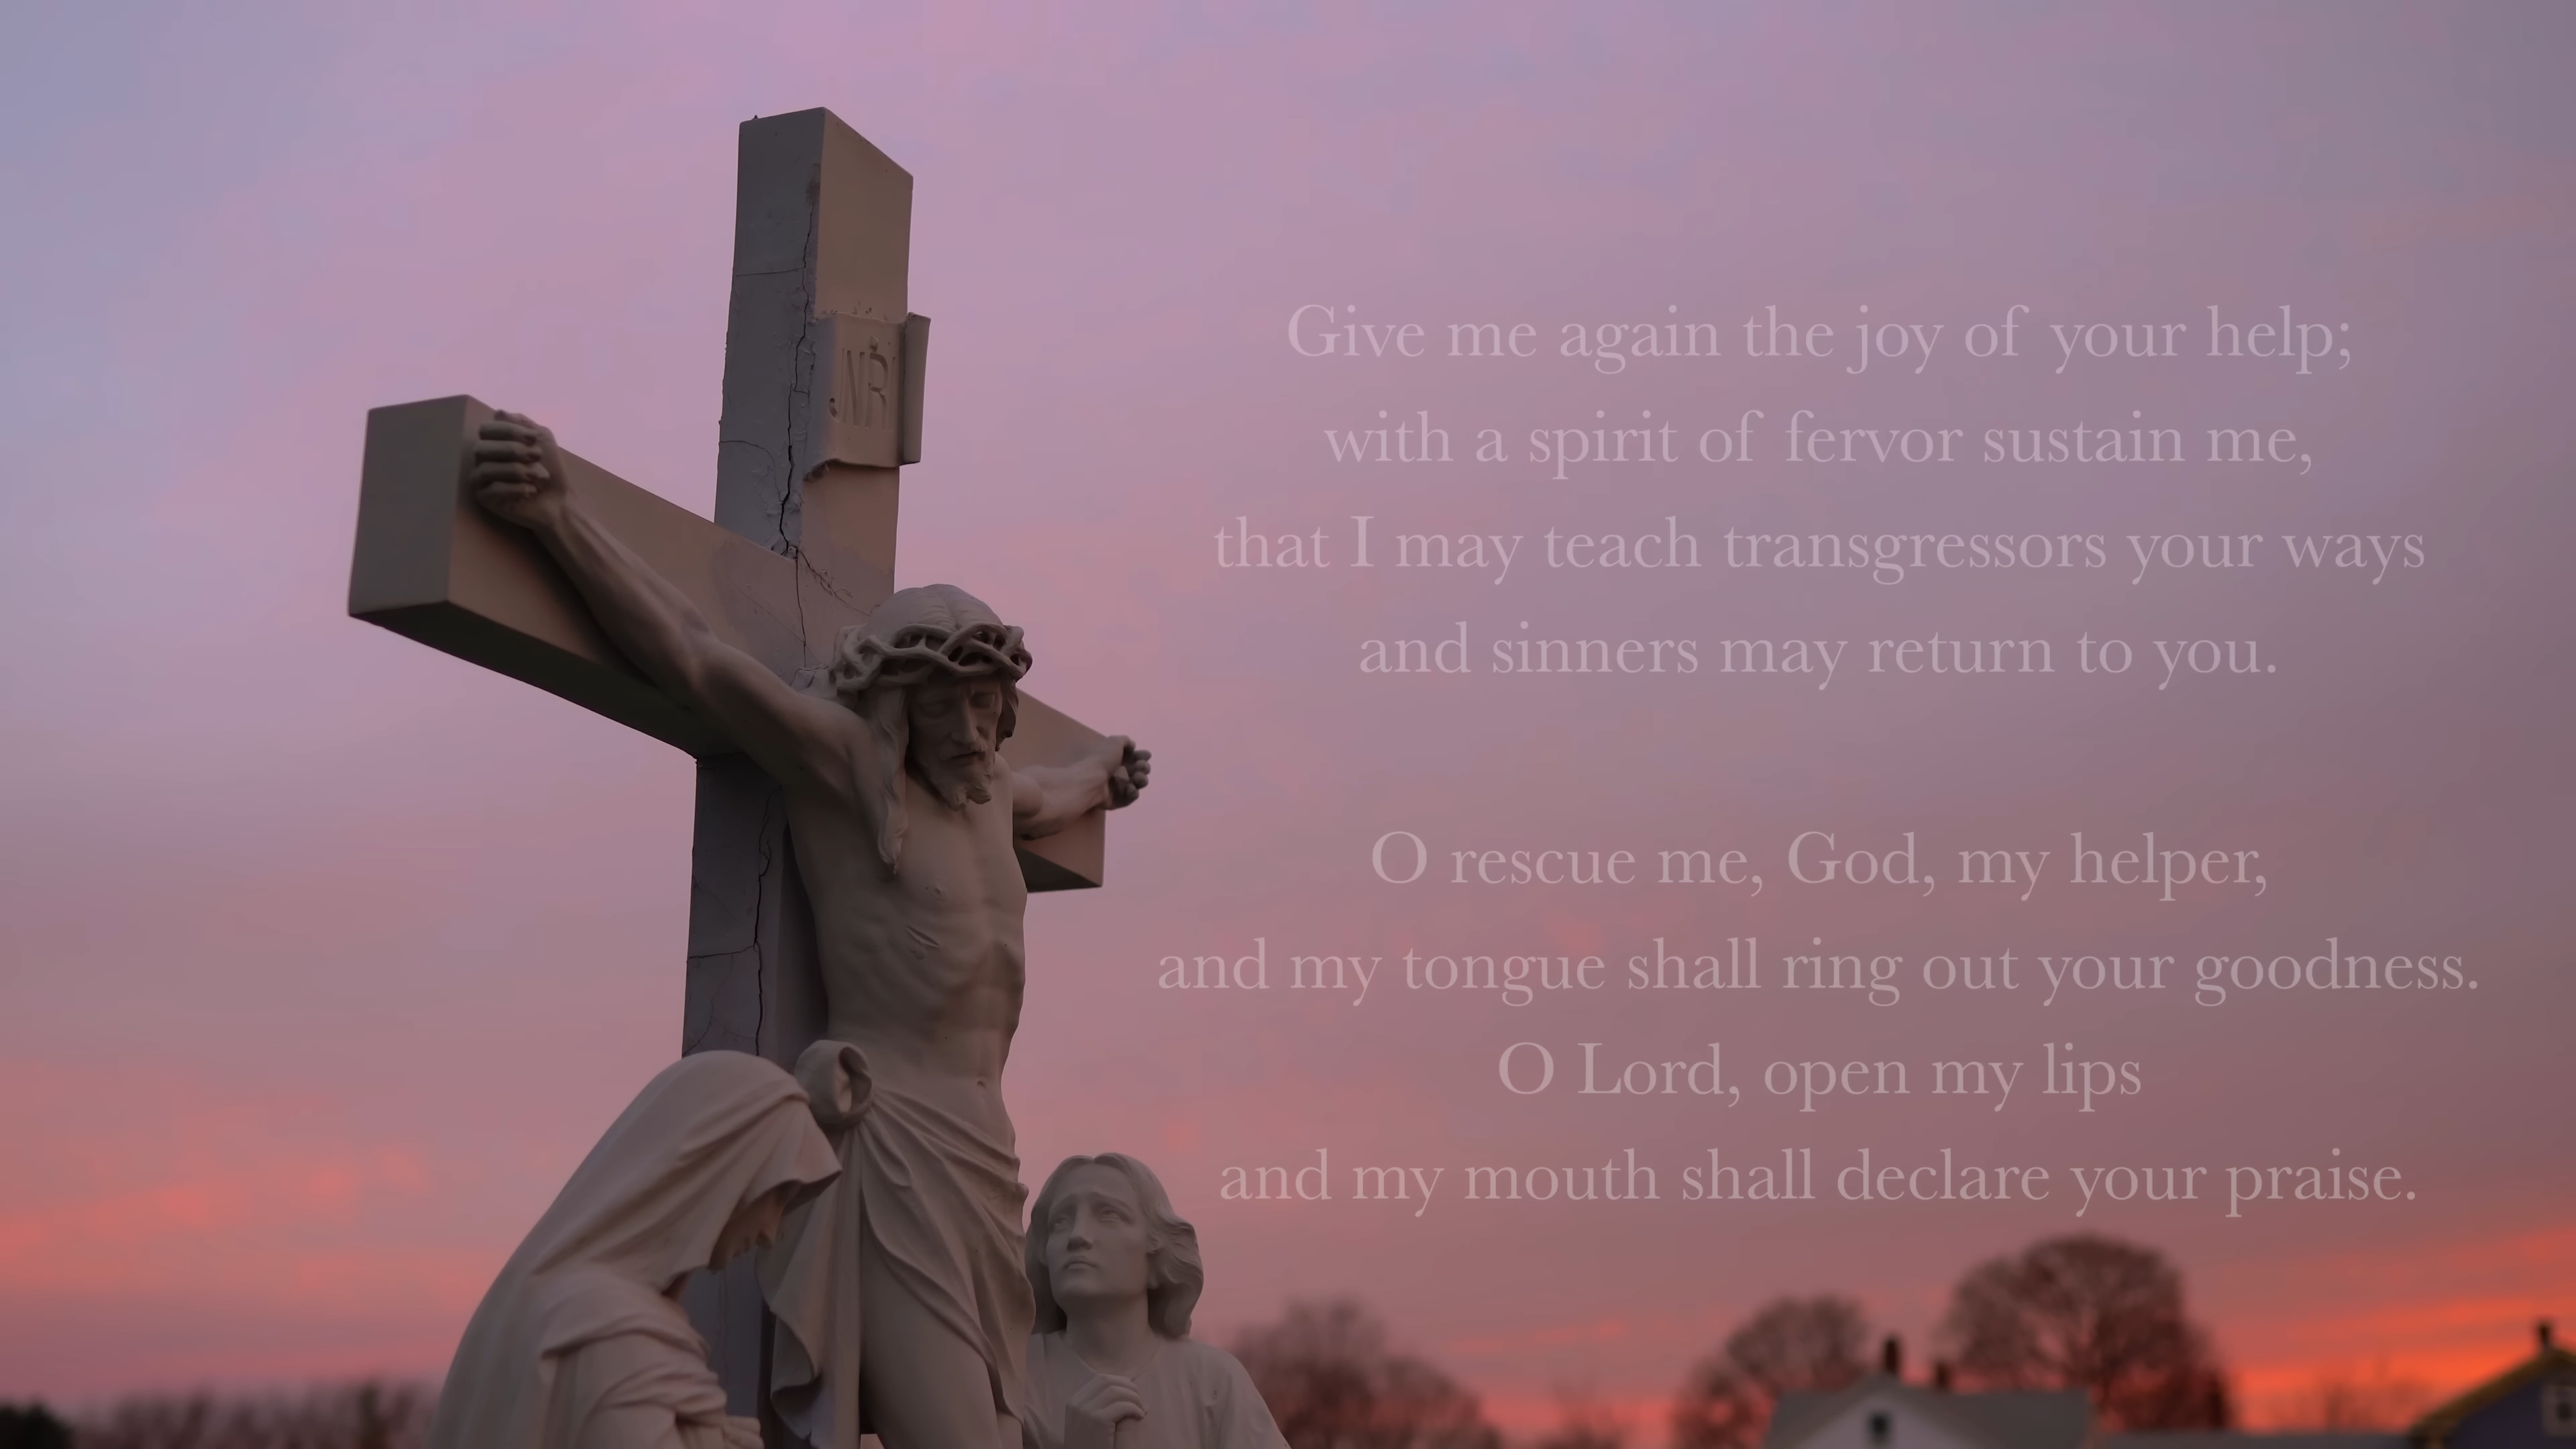 INRI
Give me again the joy of your help;
with a spirit of fervor sustain me,
that I may teach transgressors your ways
and sinners may return to you.
O rescue me, God, my helper,
and my tongue shall ring out your goodness.
O Lord, open my lips
and my mouth shall declare your praise.